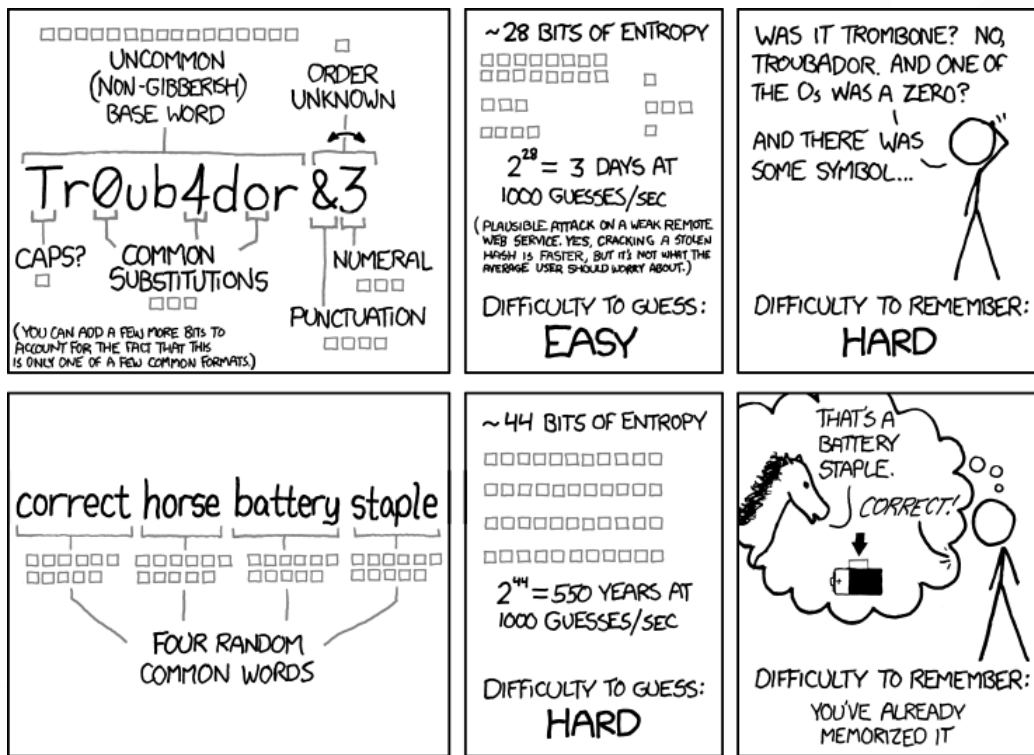 UNCOMMON
(NON-GIBBERISH)
BASE WORD
ORDER
UNKNOWN
Tr0ub4dor &3
CAPS?
COMMON
SUBSTITUTIONS
NUMERAL
PUNCTUATION
(YOU CAN ADD A FEW MORE BITS TO
ACCOUNT FOR THE FACT THAT THIS
IS ONLY ONE OF A FEW COMMON FORMATS.)
~28 BITS OF ENTROPY
2²⁸ = 3 DAYS AT
1000 GUESSES/SEC
(PLAUSIBLE ATTACK ON A WEAK REMOTE
WEB SERVICE. YES, CRACKING A STOLEN
HASH IS FASTER, BUT IT'S NOT WHAT THE
AVERAGE USER SHOULD WORRY ABOUT.)
DIFFICULTY TO GUESS:
EASY
WAS IT TROMBONE? NO,
TROUBADOR. AND ONE OF
THE Os WAS A ZERO?
AND THERE WAS
SOME SYMBOL...
DIFFICULTY TO REMEMBER:
HARD
correct horse battery staple
FOUR RANDOM
COMMON WORDS
~44 BITS OF ENTROPY
2⁴⁴ = 550 YEARS AT
1000 GUESSES/SEC
DIFFICULTY TO GUESS:
HARD
THAT'S A
BATTERY
STAPLE.
CORRECT!
DIFFICULTY TO REMEMBER:
YOU'VE ALREADY
MEMORIZED IT